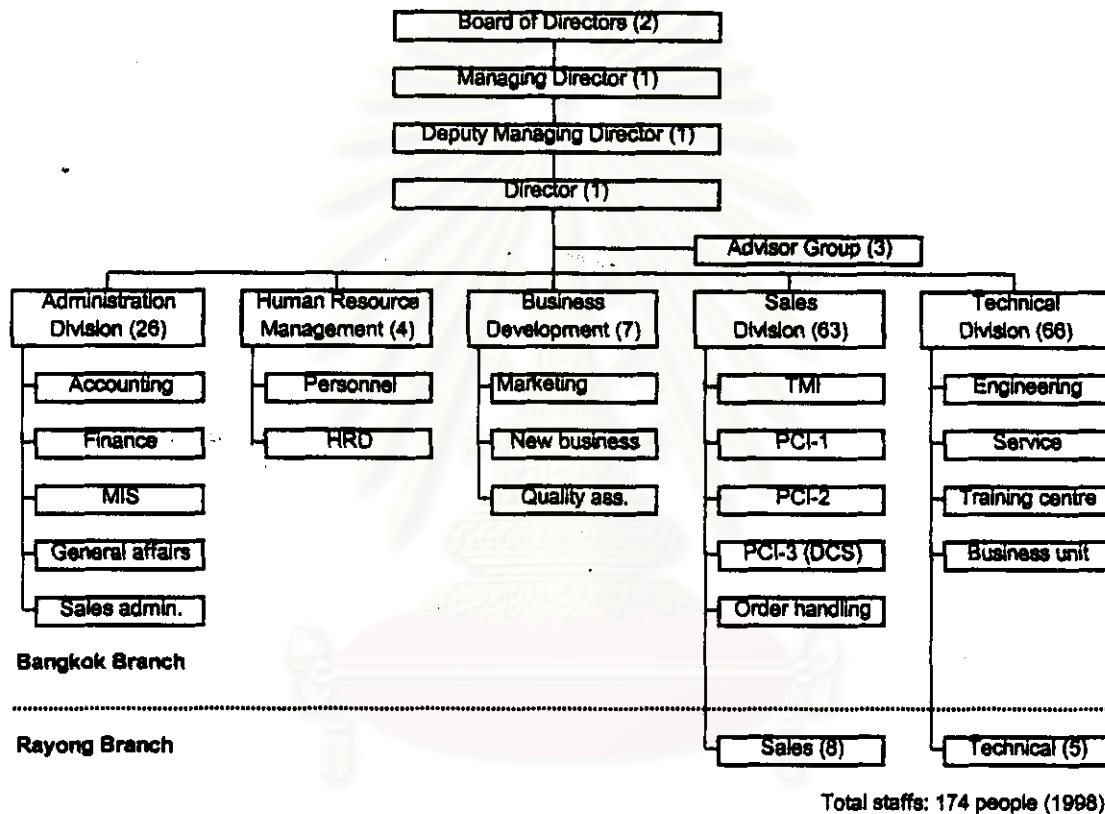 Board of Directors (2)
Managing Director (1)
Deputy Managing Director (1)
Director (1)
Advisor Group (3)
Administration
Division (26)
Human Resource
Management (4)
Business
Development (7)
Sales
Division (63)
Technical
Division (66)
Accounting
Finance
MIS
General affairs
Sales admin.
Personnel
HRD
Marketing
New business
Quality ass.
TMI
PCI-1
PCI-2
PCI-3 (DCS)
Order handling
Engineering
Service
Training centre
Business unit
Bangkok Branch
Rayong Branch
Sales (8)
Technical (5)
Total staffs: 174 people (1998)